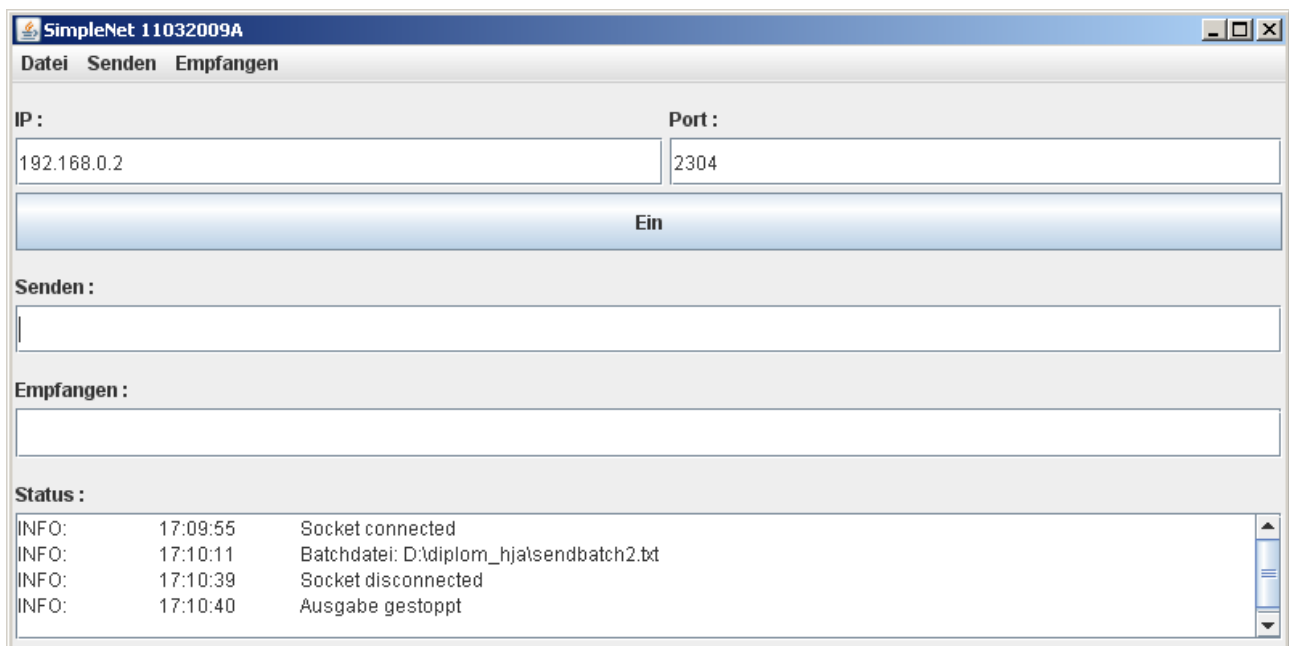 SimpleNet 11032009A
Datei Senden Empfangen
IP : Port :
192.168.0.2 2304
Ein
Senden :
Empfangen :
Status :
INFO: 17:09:55 Socket connected
INFO: 17:10:11 Batchdatei: D:\diplom_hja\sendbatch2.txt
INFO: 17:10:39 Socket disconnected
INFO: 17:10:40 Ausgabe gestoppt